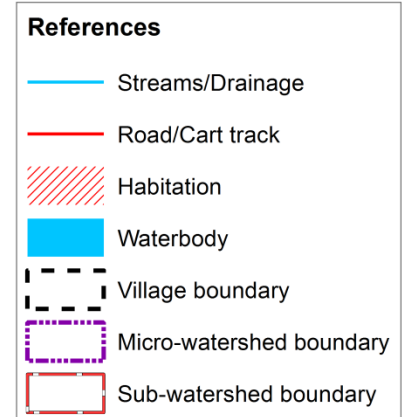 References
Streams/Drainage
Road/Cart track
Habitation
Waterbody
Village boundary
Micro-watershed boundary
Sub-watershed boundary